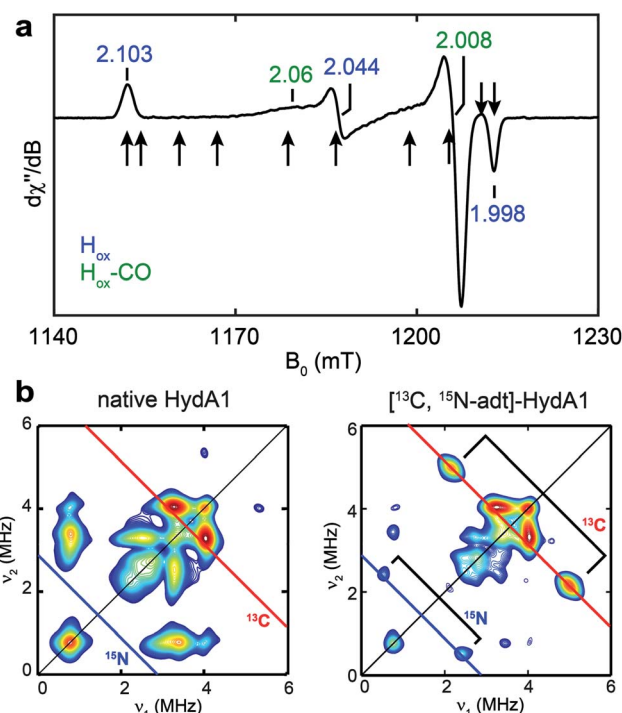 a
2.103
2.06
2.044
2.008
1.998
dχ"/dB
Hox
Hox-CO
1140
1170
1200
1230
B0 (mT)
b
native HydA1
[13C, 15N-adt]-HydA1
6
4
2
0
ν2 (MHz)
13C
15N
0
2
4
6
6
4
2
0
ν2 (MHz)
13C
15N
0
2
4
6
ν1 (MHz)
ν1 (MHz)